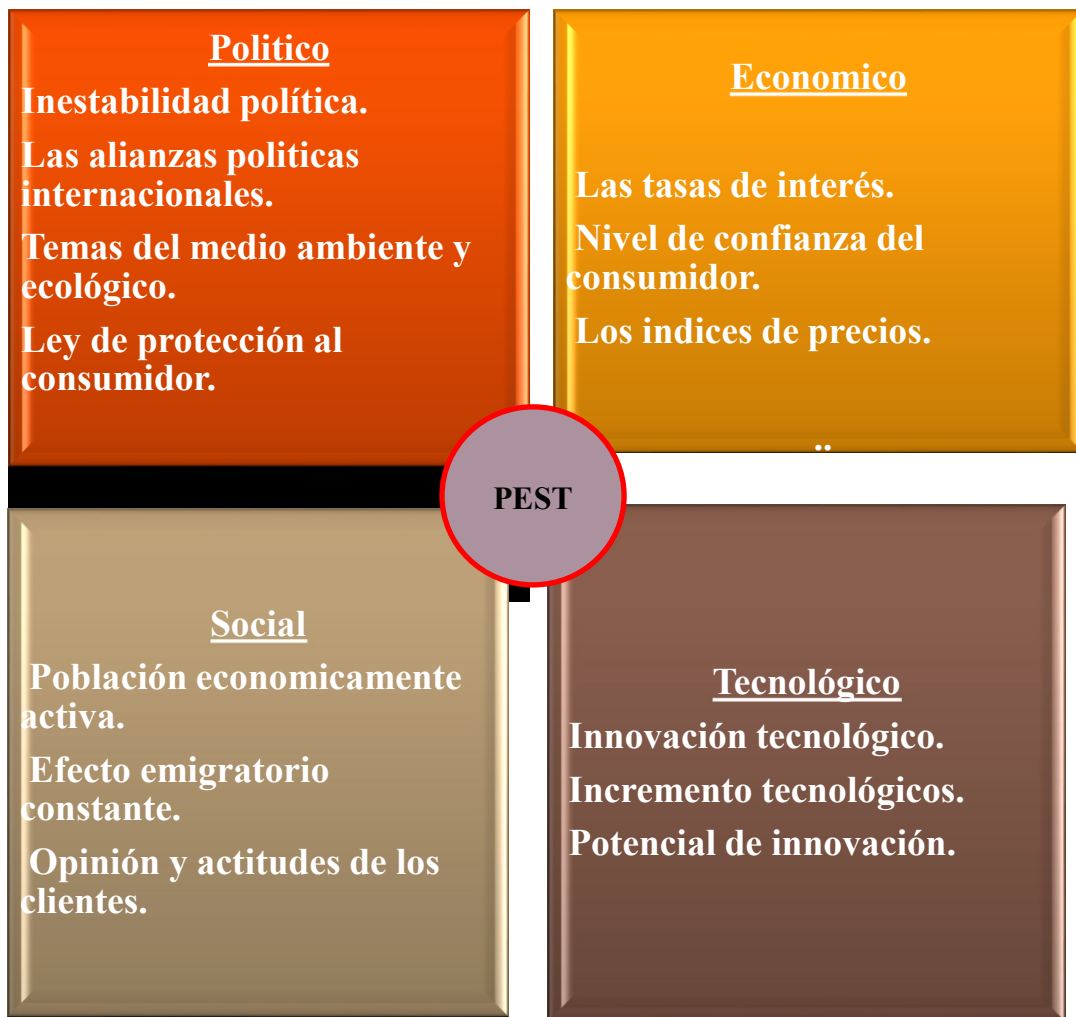 Politico
Inestabilidad política.
Las alianzas politicas
internacionales.
Temas del medio ambiente y
ecológico.
Ley de protección al
consumidor.
Economico
Las tasas de interés.
Nivel de confianza del
consumidor.
Los indices de precios.
..
PEST
Social
Población economicamente
activa.
Efecto emigratorio
constante.
Opinión y actitudes de los
clientes.
Tecnológico
Innovación tecnológico.
Incremento tecnológicos.
Potencial de innovación.